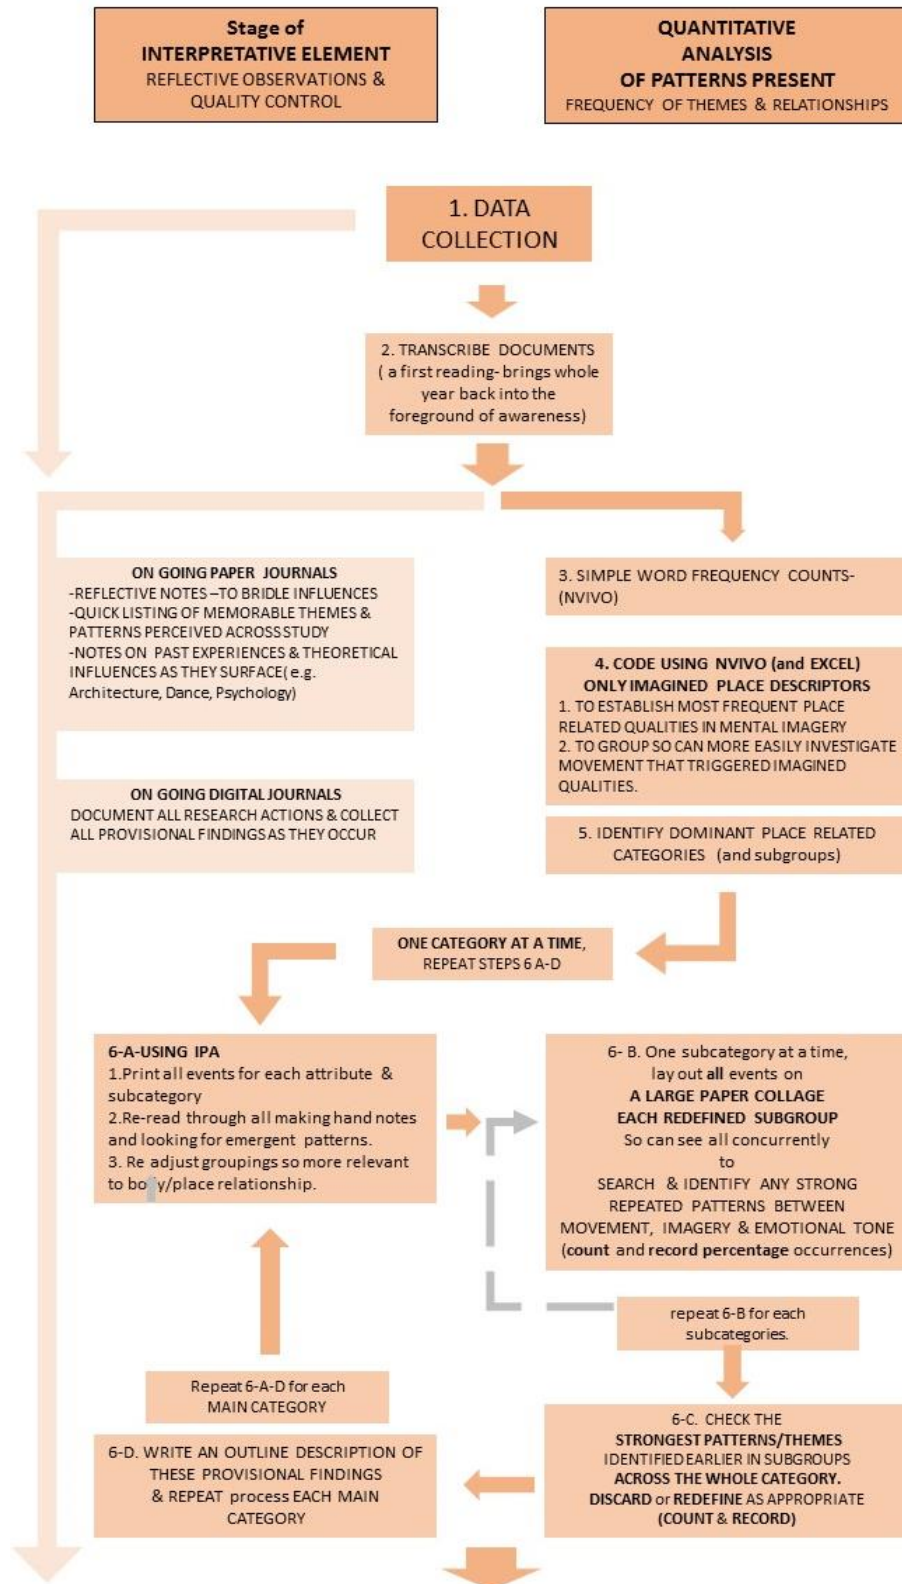 Stage of
INTERPRETATIVE ELEMENT
REFLECTIVE OBSERVATIONS &
QUALITY CONTROL
QUANTITATIVE
ANALYSIS
OF PATTERNS PRESENT
FREQUENCY OF THEMES & RELATIONSHIPS
1. DATA
COLLECTION
2. TRANSCRIBE DOCUMENTS
( a first reading- brings whole
year back into the
foreground of awareness)
ON GOING PAPER JOURNALS
-REFLECTIVE NOTES –TO BRIDLE INFLUENCES
-QUICK LISTING OF MEMORABLE THEMES &
PATTERNS PERCEIVED ACROSS STUDY
-NOTES ON PAST EXPERIENCES & THEORETICAL
INFLUENCES AS THEY SURFACE( e.g.
Architecture, Dance, Psychology)
3. SIMPLE WORD FREQUENCY COUNTS-
(NVIVO)
4. CODE USING NVIVO (and EXCEL)
ONLY IMAGINED PLACE DESCRIPTORS
1. TO ESTABLISH MOST FREQUENT PLACE
RELATED QUALITIES IN MENTAL IMAGERY
2. TO GROUP SO CAN MORE EASILY INVESTIGATE
MOVEMENT THAT TRIGGERED IMAGINED
QUALITIES.
ON GOING DIGITAL JOURNALS
DOCUMENT ALL RESEARCH ACTIONS & COLLECT
ALL PROVISIONAL FINDINGS AS THEY OCCUR
5. IDENTIFY DOMINANT PLACE RELATED
CATEGORIES (and subgroups)
ONE CATEGORY AT A TIME,
REPEAT STEPS 6 A-D
6-A-USING IPA
1.Print all events for each attribute &
subcategory
2.Re-read through all making hand notes
and looking for emergent patterns.
3. Re adjust groupings so more relevant
to body/place relationship.
6- B. One subcategory at a time,
lay out all events on
A LARGE PAPER COLLAGE
EACH REDEFINED SUBGROUP
So can see all concurrently
to
SEARCH & IDENTIFY ANY STRONG
REPEATED PATTERNS BETWEEN
MOVEMENT, IMAGERY & EMOTIONAL TONE
(count and record percentage occurrences)
repeat 6-B for each
subcategories.
Repeat 6-A-D for each
MAIN CATEGORY
6-D. WRITE AN OUTLINE DESCRIPTION OF
THESE PROVISIONAL FINDINGS
& REPEAT process EACH MAIN
CATEGORY
6-C. CHECK THE
STRONGEST PATTERNS/THEMES
IDENTIFIED EARLIER IN SUBGROUPS
ACROSS THE WHOLE CATEGORY.
DISCARD or REDEFINE AS APPROPRIATE
(COUNT & RECORD)